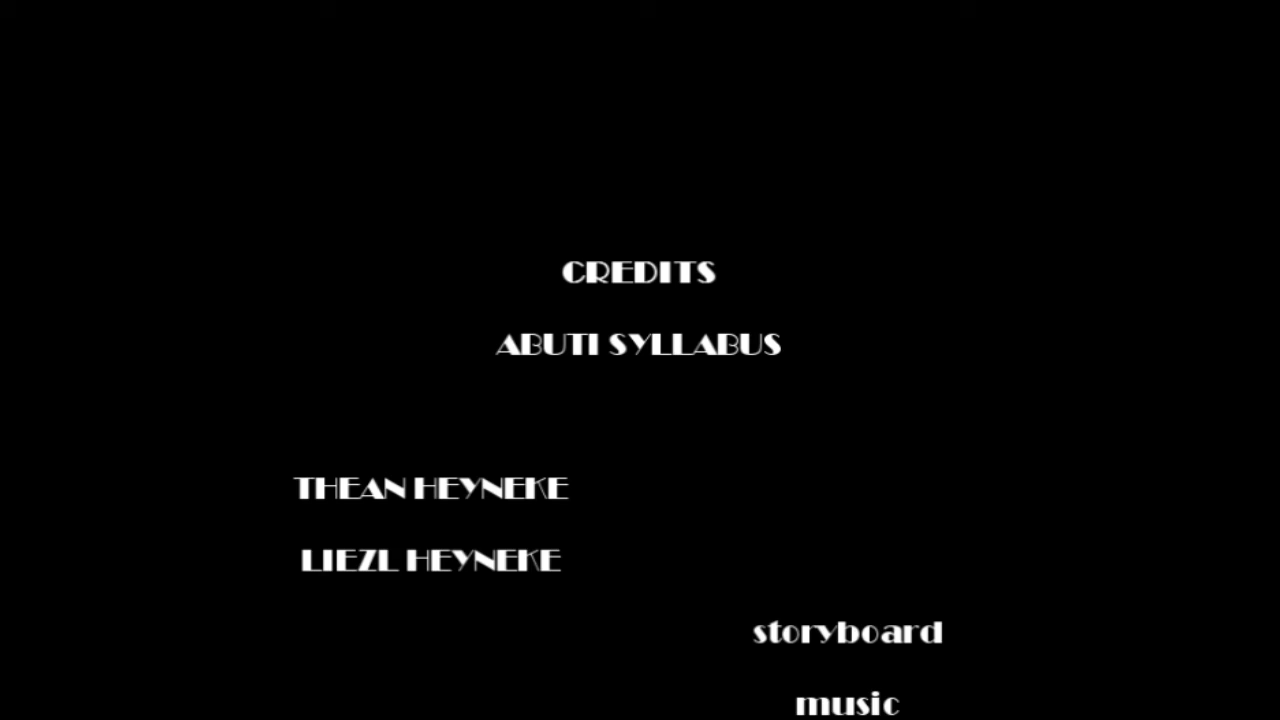 CREDITS
ABUTI SYLLABUS
THEAN HEYNEKE
LIEZL HEYNEKE
storyboard
music